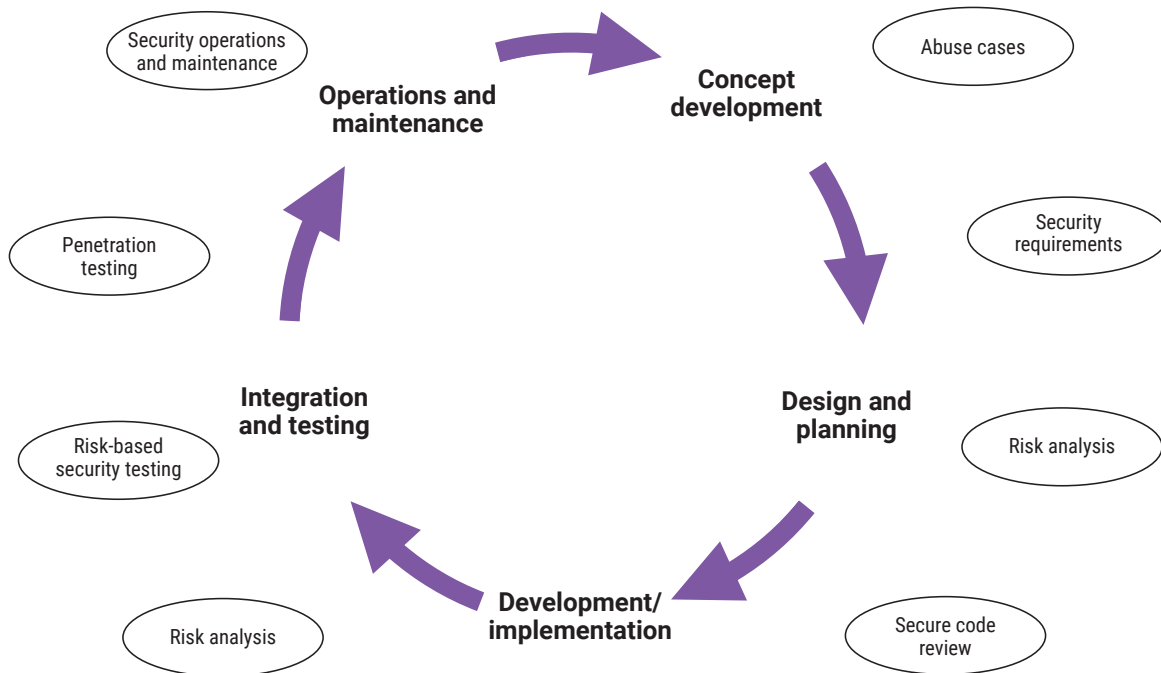 Security operations
and maintenance
Abuse cases
Operations and
maintenance
Concept
development
Penetration
testing
Security
requirements
Integration
and testing
Design and
planning
Risk-based
security testing
Risk analysis
Development/
implementation
Risk analysis
Secure code
review